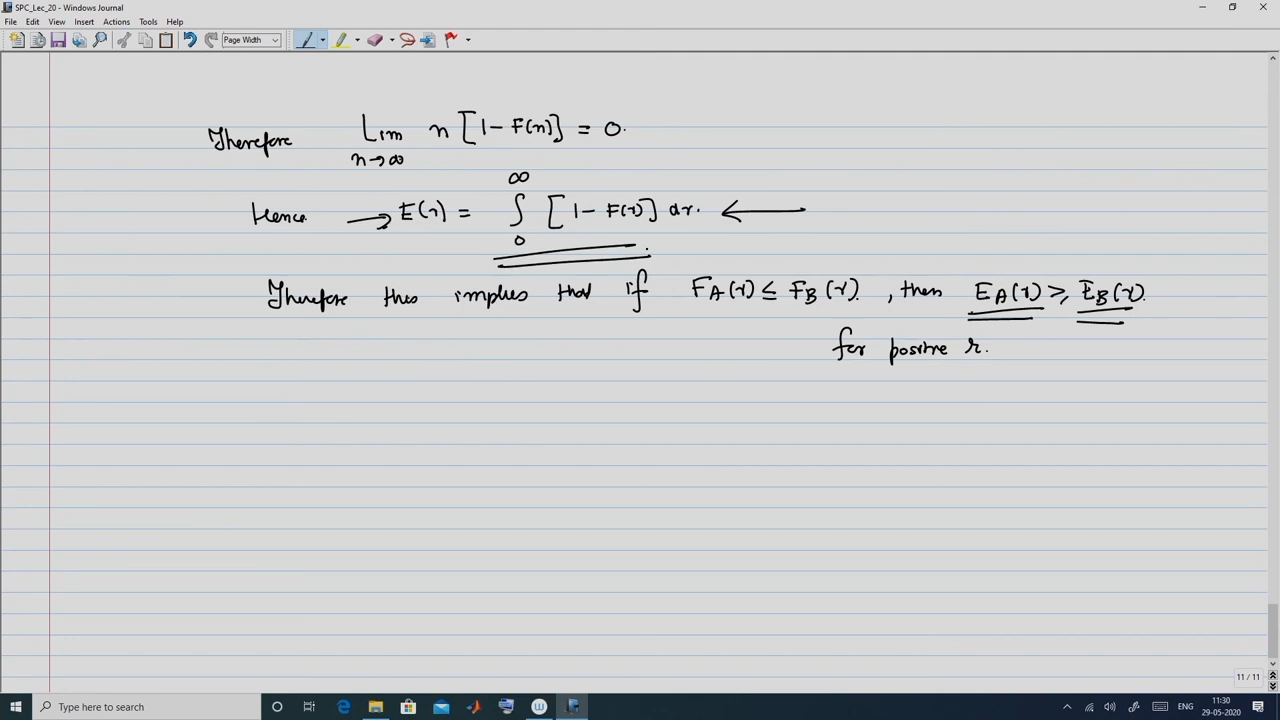 SPC_Lec_20 - Windows Journal
File Edit View Insert Actions Tools Help
Page Width
Therefore Lim n [1 - F(n)] = 0.
n→∞
Hence. → E(r) = ∫₀^∞ [1 - F(r)] dr. ←
Therefore this implies that if F_A(r) ≤ F_B(r). , then E_A(r) ≥ E_B(r).
for positive r.
11 / 11
Type here to search
ENG
11:30
29-05-2020